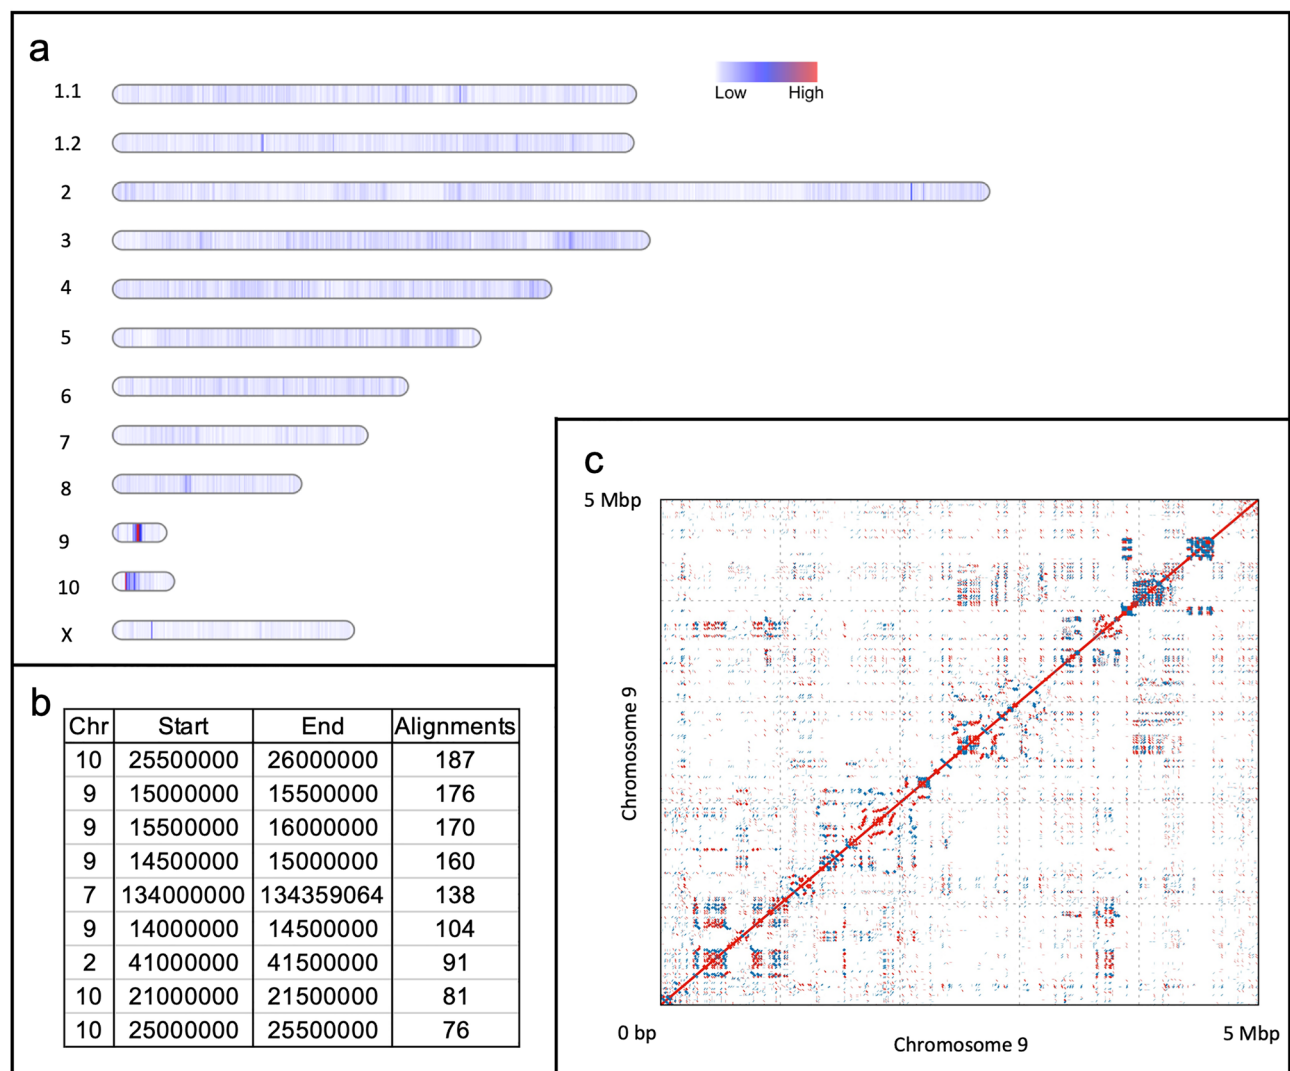 a
Low High
1.1
1.2
2
3
4
5
6
7
8
9
10
X
b
Chr Start End Alignments
10 25500000 26000000 187
9 15000000 15500000 176
9 15500000 16000000 170
9 14500000 15000000 160
7 134000000 134359064 138
9 14000000 14500000 104
2 41000000 41500000 91
10 21000000 21500000 81
10 25000000 25500000 76
c
5 Mbp
Chromosome 9
0 bp
Chromosome 9
5 Mbp